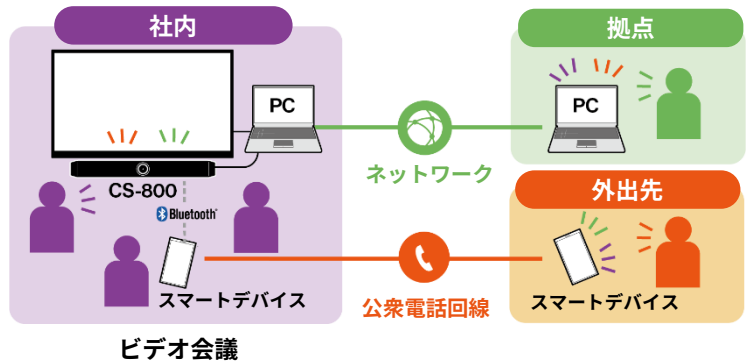 社内
拠点
PC
PC
ネットワーク
CS-800
外出先
Bluetooth
スマートデバイス
スマートデバイス
公衆電話回線
ビデオ会議